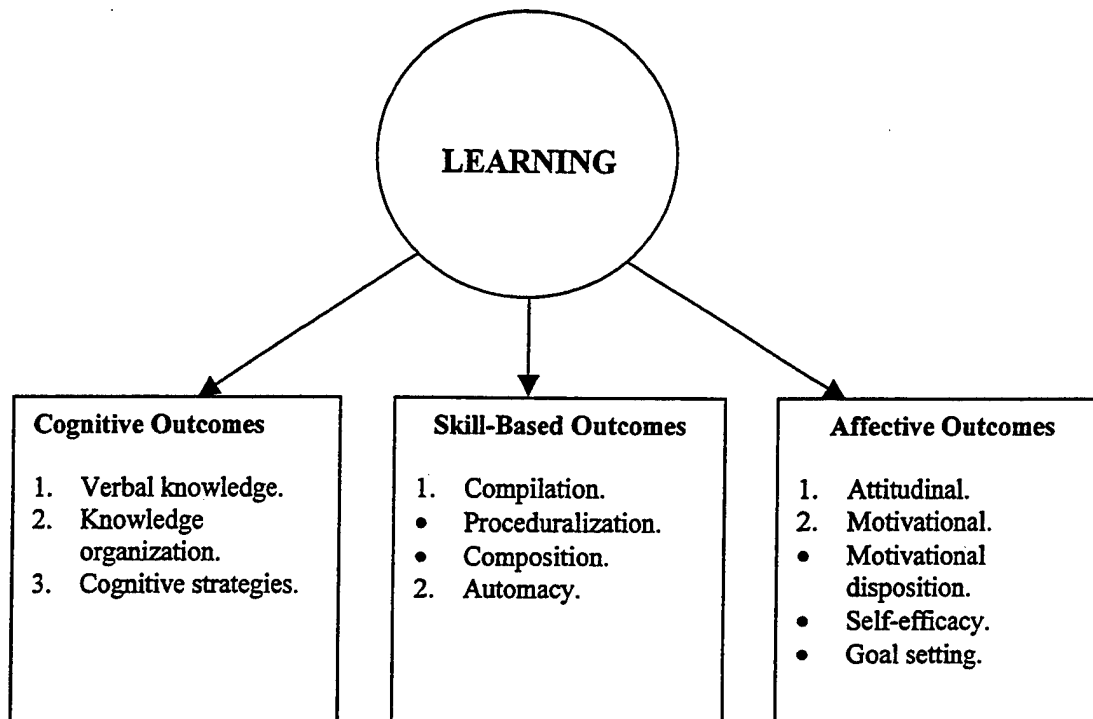 LEARNING
Cognitive Outcomes
1. Verbal knowledge.
2. Knowledge
organization.
3. Cognitive strategies.
Skill-Based Outcomes
1. Compilation.
• Proceduralization.
• Composition.
2. Automacy.
Affective Outcomes
1. Attitudinal.
2. Motivational.
• Motivational
disposition.
• Self-efficacy.
• Goal setting.